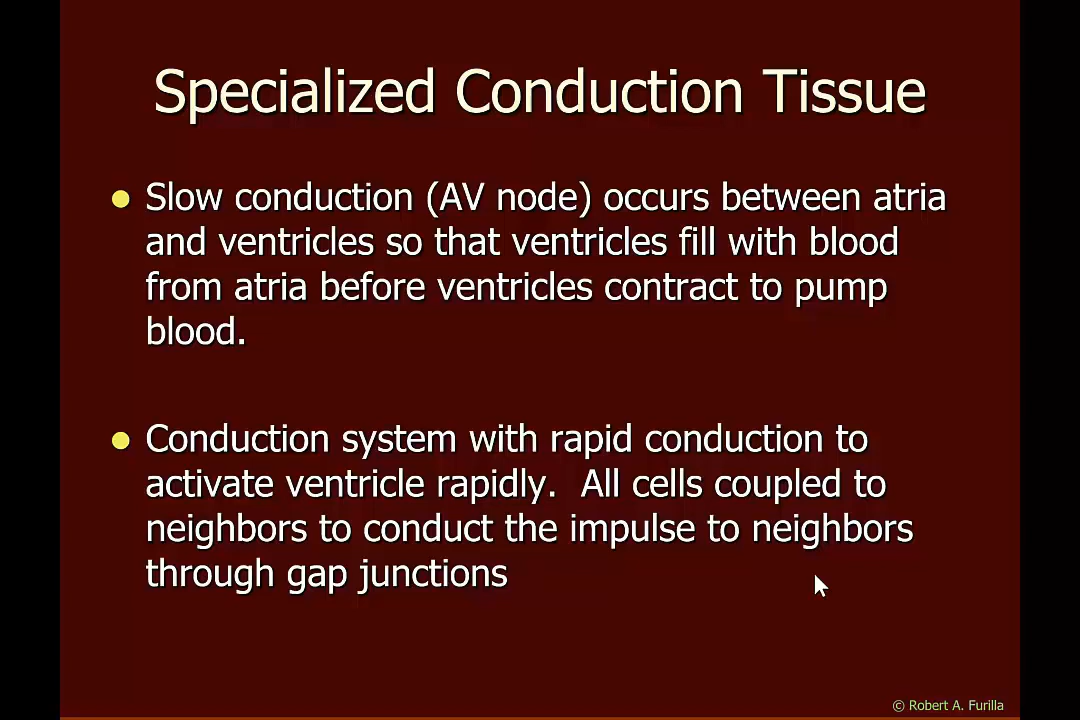 Specialized Conduction Tissue
Slow conduction (AV node) occurs between atria
and ventricles so that ventricles fill with blood
from atria before ventricles contract to pump
blood.
Conduction system with rapid conduction to
activate ventricle rapidly.  All cells coupled to
neighbors to conduct the impulse to neighbors
through gap junctions
© Robert A. Furilla